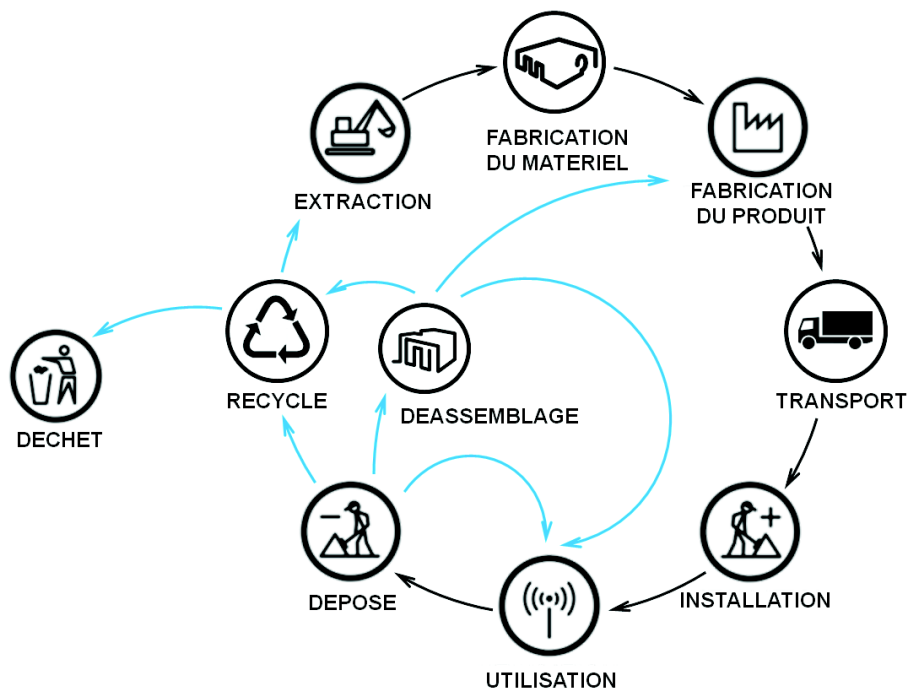 FABRICATION
DU MATERIEL
EXTRACTION
FABRICATION
DU PRODUIT
RECYCLE
DEASSEMBLAGE
TRANSPORT
DECHET
DEPOSE
INSTALLATION
UTILISATION